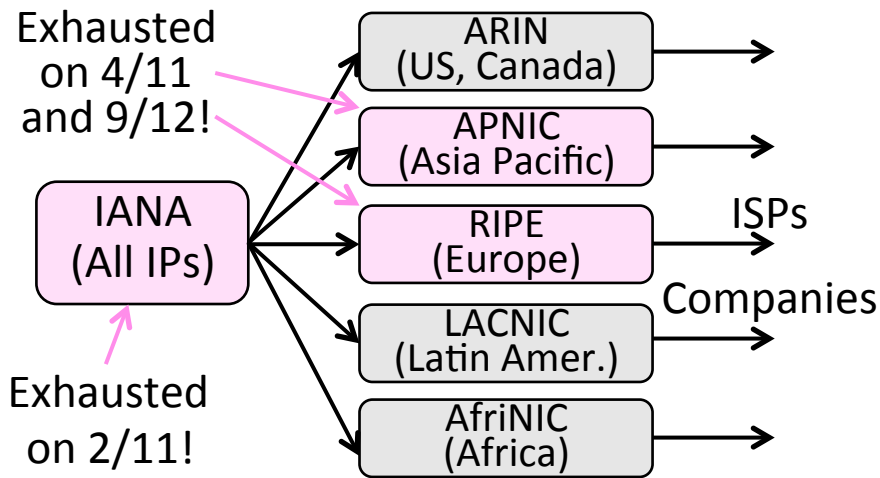 Exhausted
on 4/11
and 9/12!
IANA
(All IPs)
Exhausted
on 2/11!
ARIN
(US, Canada)
APNIC
(Asia Pacific)
RIPE
(Europe)
LACNIC
(Latin Amer.)
AfriNIC
(Africa)
ISPs
Companies